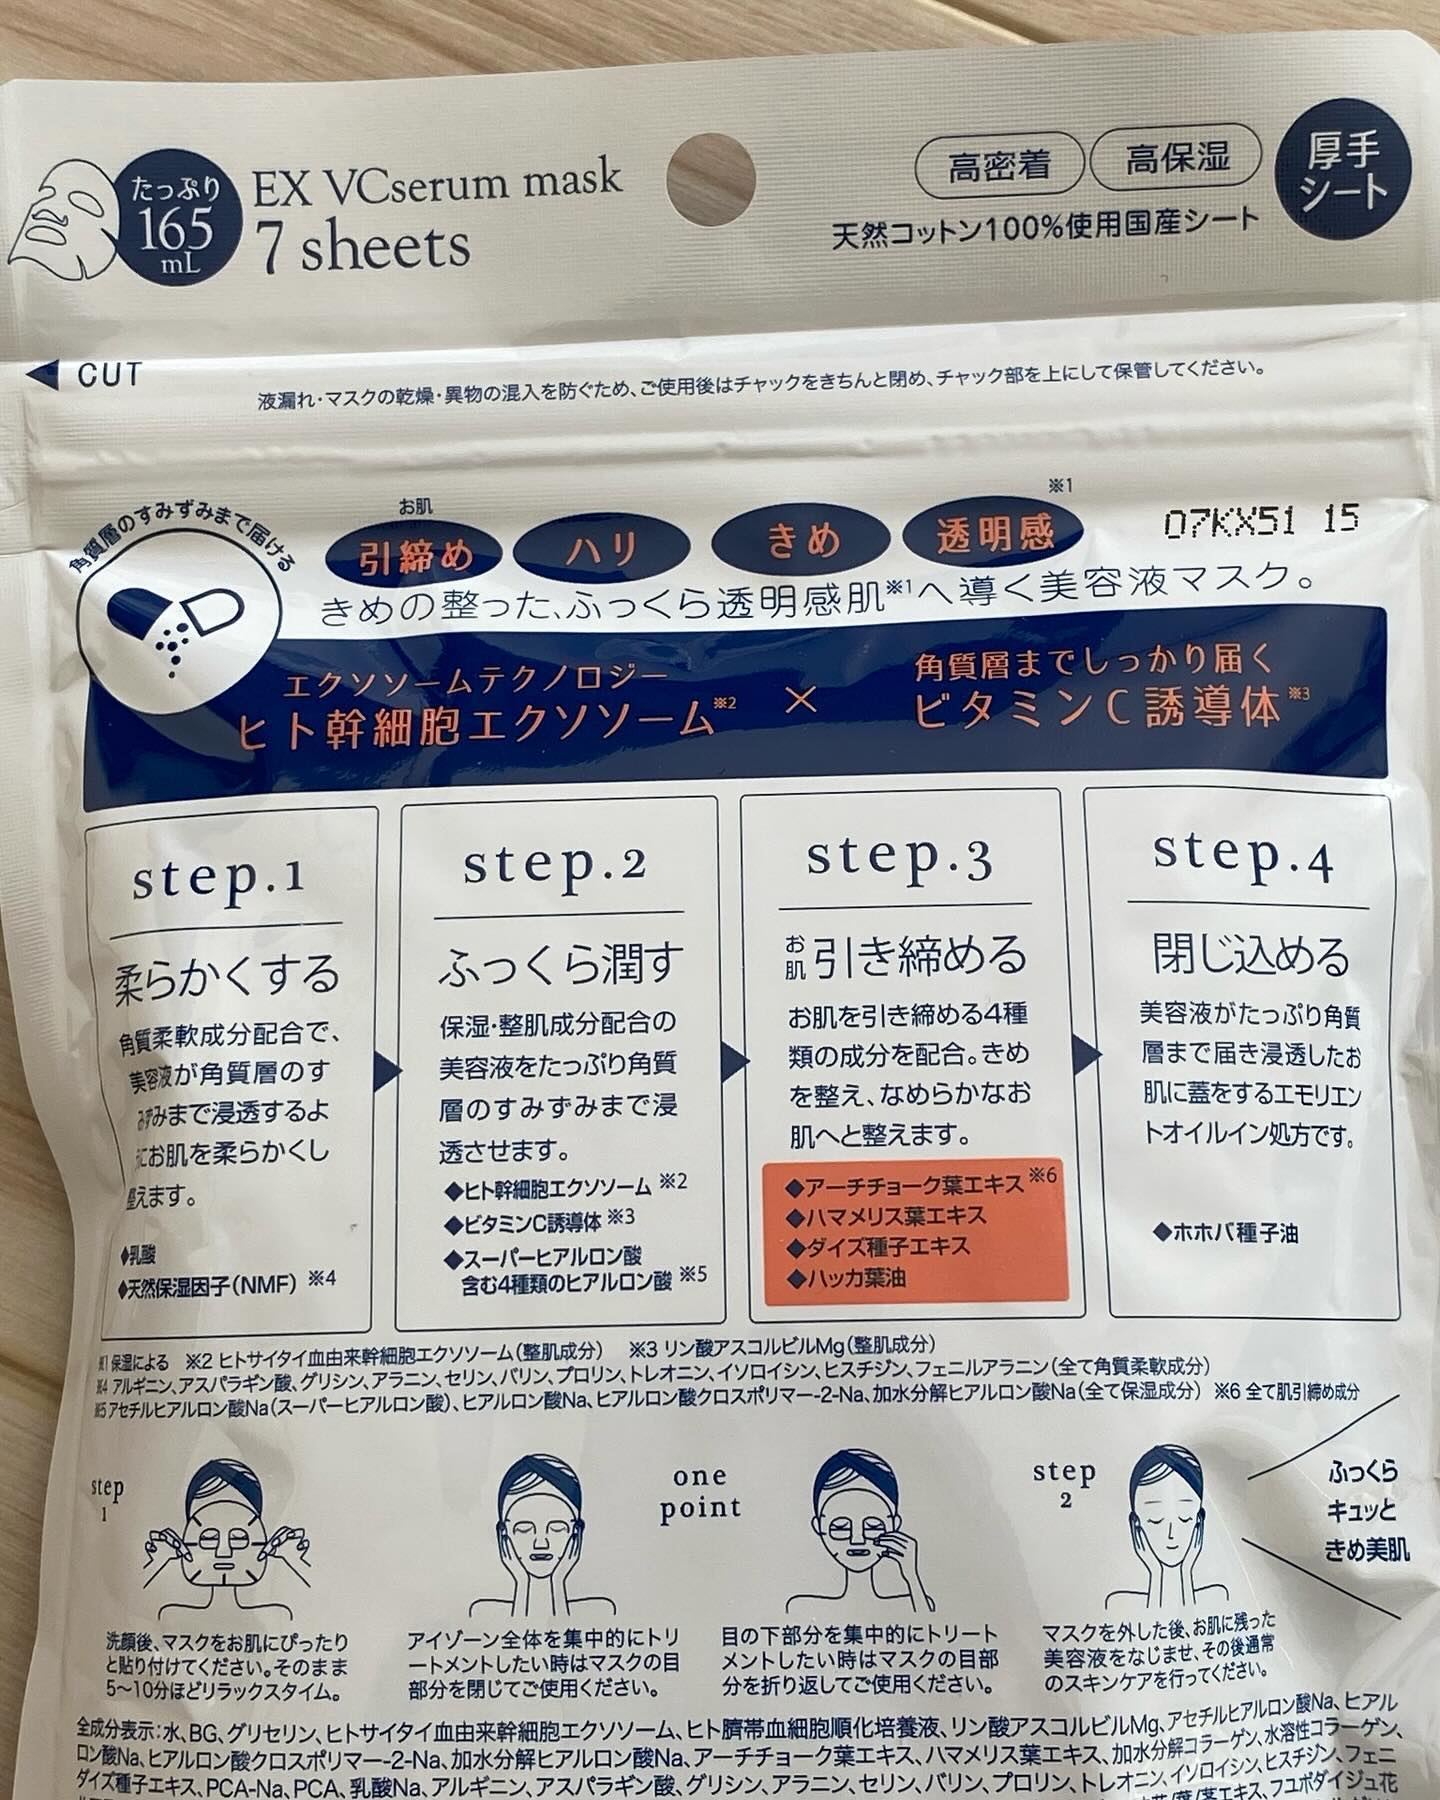 たっぷり
165
mL
EX VCserum mask
7 sheets
高密着
高保湿
厚手
シート
天然コットン100%使用国産シート
CUT
液漏れ・マスクの乾燥・異物の混入を防ぐため、ご使用後はチャックをきちんと閉め、チャック部を上にして保管してください。
角質層のすみずみまで届ける
お肌
引締め
ハリ
きめ
透明感
※1
07KX51 15
きめの整った、ふっくら透明感肌※1へ導く美容液マスク。
エクソソームテクノロジー
ヒト幹細胞エクソソーム※2
×
角質層までしっかり届く
ビタミンC誘導体※3
step.1
柔らかくする
角質柔軟成分配合で、
美容液が角質層のす
みずみまで浸透するよ
うにお肌を柔らかくし
整えます。
◆乳酸
◆天然保湿因子(NMF) ※4
step.2
ふっくら潤す
保湿・整肌成分配合の
美容液をたっぷり角質
層のすみずみまで浸
透させます。
◆ヒト幹細胞エクソソーム ※2
◆ビタミンC誘導体 ※3
◆スーパーヒアルロン酸
含む4種類のヒアルロン酸 ※5
step.3
お肌引き締める
お肌を引き締める4種
類の成分を配合。きめ
を整え、なめらかなお
肌へと整えます。
◆アーチチョーク葉エキス ※6
◆ハマメリス葉エキス
◆ダイズ種子エキス
◆ハッカ葉油
step.4
閉じ込める
美容液がたっぷり角質
層まで届き浸透したお
肌に蓋をするエモリエン
トオイルイン処方です。
◆ホホバ種子油
※1 保湿による ※2 ヒトサイタイ血由来幹細胞エクソソーム(整肌成分) ※3 リン酸アスコルビルMg(整肌成分)
※4 アルギニン、アスパラギン酸、グリシン、アラニン、セリン、バリン、プロリン、トレオニン、イソロイシン、ヒスチジン、フェニルアラニン(全て角質柔軟成分)
※5 アセチルヒアルロン酸Na(スーパーヒアルロン酸)、ヒアルロン酸Na、ヒアルロン酸クロスポリマー-2-Na、加水分解ヒアルロン酸Na(全て保湿成分) ※6 全て肌引締め成分
step
1
one
point
step
2
ふっくら
キュッと
きめ美肌
洗顔後、マスクをお肌にぴったり
と貼り付けてください。そのまま
5〜10分ほどリラックスタイム。
アイゾーン全体を集中的にトリ
ートメントしたい時はマスクの目
部分を閉じてご使用ください。
目の下部分を集中的にトリート
メントしたい時はマスクの目部
分を折り返してご使用ください。
マスクを外した後、お肌に残った
美容液をなじませ、その後通常
のスキンケアを行ってください。
全成分表示:水、BG、グリセリン、ヒトサイタイ血由来幹細胞エクソソーム、ヒト臍帯血細胞順化培養液、リン酸アスコルビルMg、アセチルヒアルロン酸Na、ヒアル
ロン酸Na、ヒアルロン酸クロスポリマー-2-Na、加水分解ヒアルロン酸Na、アーチチョーク葉エキス、ハマメリス葉エキス、加水分解コラーゲン、水溶性コラーゲン、
ダイズ種子エキス、PCA-Na、PCA、乳酸Na、アルギニン、アスパラギン酸、グリシン、アラニン、セリン、バリン、プロリン、トレオニン、イソロイシン、ヒスチジン、フェニ
葉/茎エキス、フユボダイジュ花